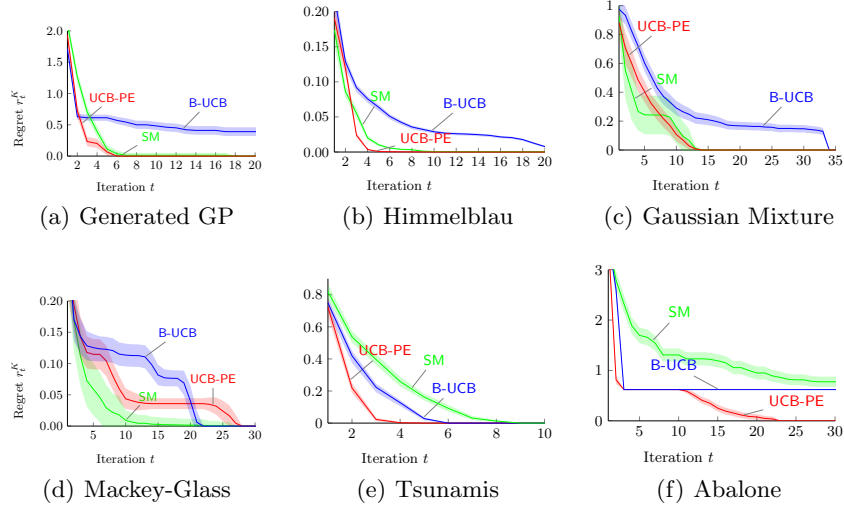 2.0
1.5
1.0
0.5
0.00
2 4 6 8 10 12 14 16 18 20
Regret r_t^K
Iteration t
UCB-PE
B-UCB
SM
(a) Generated GP
0.20
0.15
0.10
0.05
0.00
2 4 6 8 10 12 14 16 18 20
Iteration t
SM
B-UCB
UCB-PE
(b) Himmelblau
1
0.8
0.6
0.4
0.2
0
5 10 15 20 25 30 35
Iteration t
UCB-PE
SM
B-UCB
(c) Gaussian Mixture
0.20
0.15
0.10
0.05
0.00
5 10 15 20 25 30
Regret r_t^K
Iteration t
B-UCB
UCB-PE
SM
(d) Mackey-Glass
0.8
0.6
0.4
0.2
0
2 4 6 8 10
Iteration t
UCB-PE
SM
B-UCB
(e) Tsunamis
3
2
1
0
5 10 15 20 25 30
Iteration t
SM
B-UCB
UCB-PE
(f) Abalone